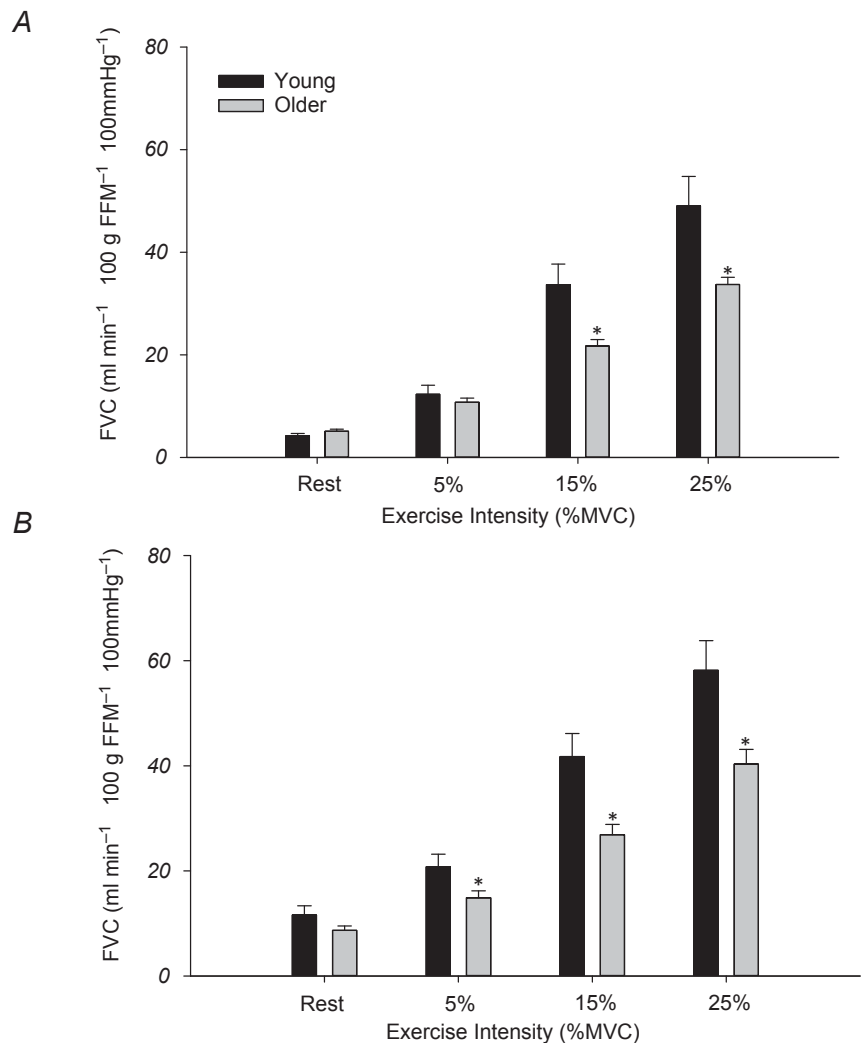 A
FVC (ml min⁻¹ 100 g FFM⁻¹ 100mmHg⁻¹)
80
60
40
20
0
Young
Older
*
*
Rest 5% 15% 25%
Exercise Intensity (%MVC)
B
FVC (ml min⁻¹ 100 g FFM⁻¹ 100mmHg⁻¹)
80
60
40
20
0
*
*
*
Rest 5% 15% 25%
Exercise Intensity (%MVC)